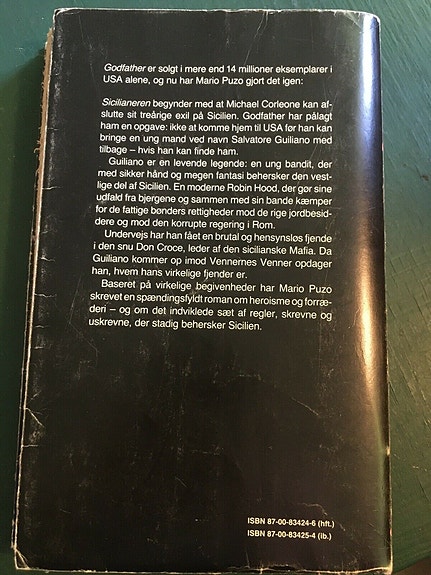 Godfather er solgt i mere end 14 millioner eksemplarer i
USA alene, og nu har Mario Puzo gjort det igen:
Sicilianeren begynder med at Michael Corleone kan af-
slutte sit treårige exil på Sicilien. Godfather har pålagt
ham en opgave: ikke at komme hjem til USA før han kan
bringe en ung mand ved navn Salvatore Guiliano med
tilbage – hvis han kan finde ham.
Guiliano er en levende legende: en ung bandit, der
med sikker hånd og megen fantasi behersker den vest-
lige del af Sicilien. En moderne Robin Hood, der gør sine
udfald fra bjergene og sammen med sin bande kæmper
for de fattige bønders rettigheder mod de rige jordbesid-
dere og mod den korrupte regering i Rom.
Undervejs har han fået en brutal og hensynsløs fjende
i den snu Don Croce, leder af den sicilianske Mafia. Da
Guiliano kommer op imod Vennernes Venner opdager
han, hvem hans virkelige fjender er.
Baseret på virkelige begivenheder har Mario Puzo
skrevet en spændingsfyldt roman om heroisme og forræ-
deri – og om det indviklede sæt af regler, skrevne og
uskrevne, der stadig behersker Sicilien.
ISBN 87-00-83424-6 (hft.)
ISBN 87-00-83425-4 (ib.)